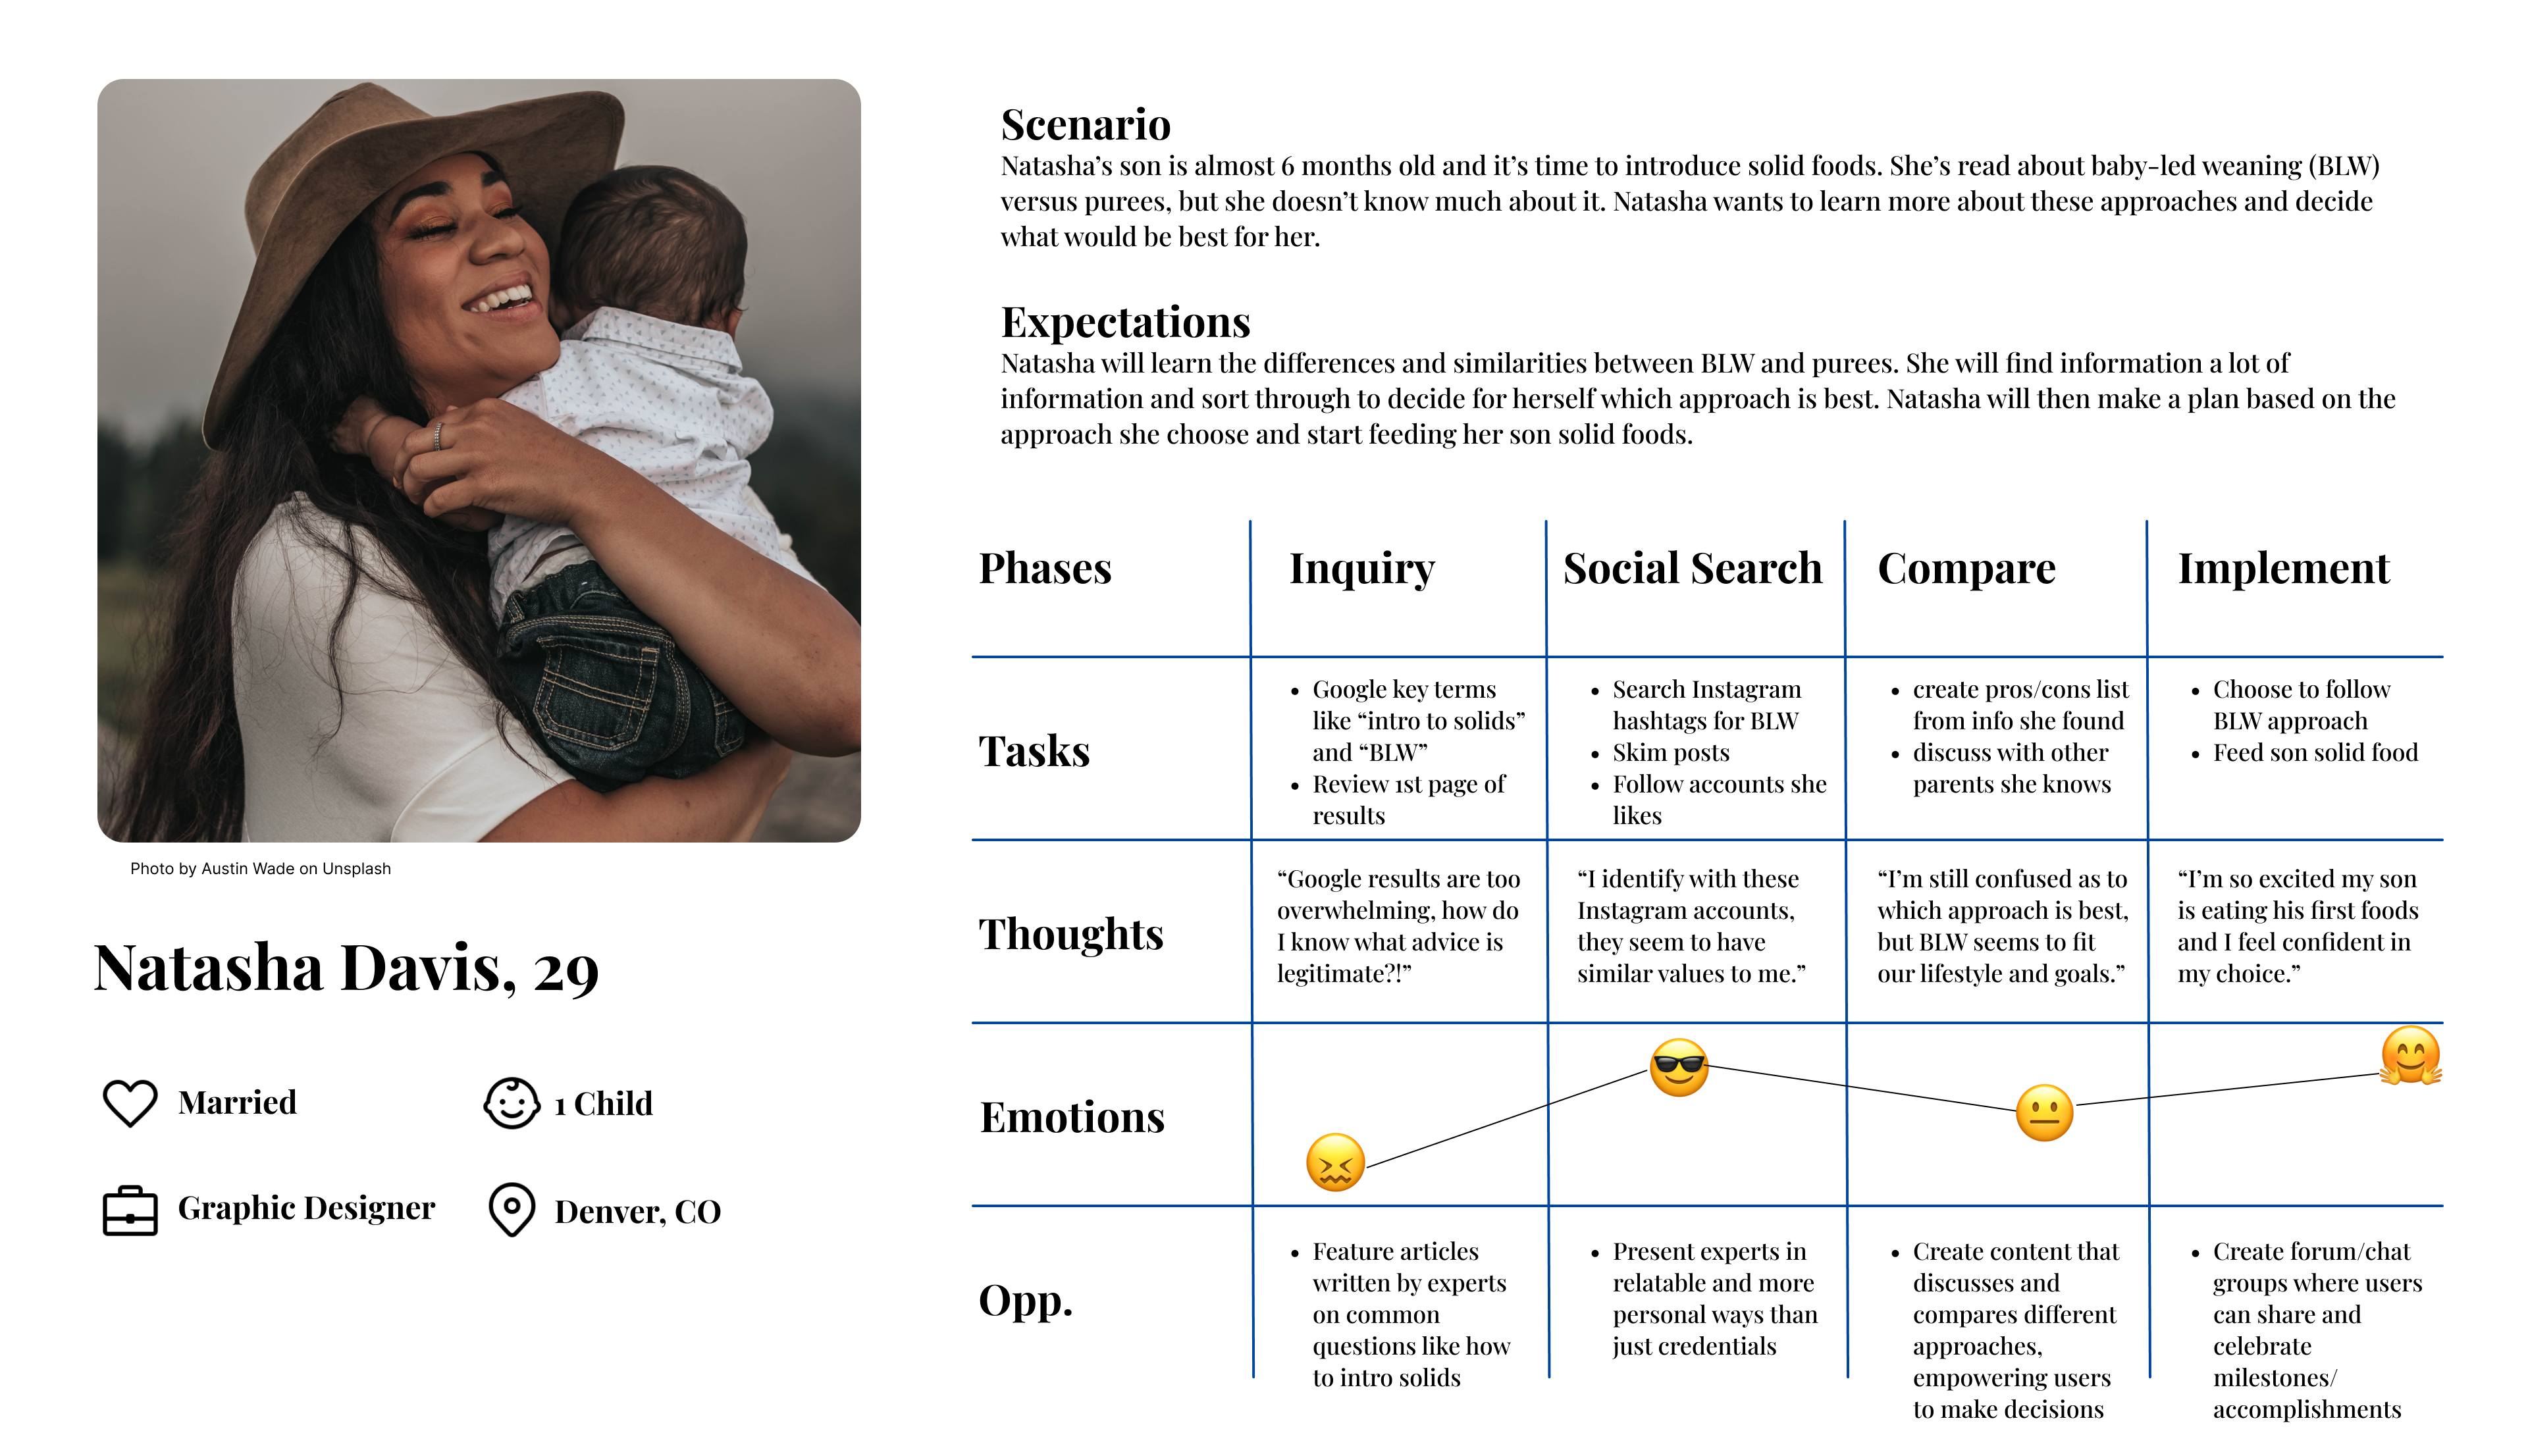 Photo by Austin Wade on Unsplash
Natasha Davis, 29
Married
1 Child
Graphic Designer
Denver, CO
Scenario
Natasha’s son is almost 6 months old and it’s time to introduce solid foods. She’s read about baby-led weaning (BLW)
versus purees, but she doesn’t know much about it. Natasha wants to learn more about these approaches and decide
what would be best for her.
Expectations
Natasha will learn the differences and similarities between BLW and purees. She will find information a lot of
information and sort through to decide for herself which approach is best. Natasha will then make a plan based on the
approach she choose and start feeding her son solid foods.
Phases
Inquiry
Social Search
Compare
Implement
Tasks
• Google key terms
like “intro to solids”
and “BLW”
• Review 1st page of
results
• Search Instagram
hashtags for BLW
• Skim posts
• Follow accounts she
likes
• create pros/cons list
from info she found
• discuss with other
parents she knows
• Choose to follow
BLW approach
• Feed son solid food
Thoughts
“Google results are too
overwhelming, how do
I know what advice is
legitimate?!”
“I identify with these
Instagram accounts,
they seem to have
similar values to me.”
“I’m still confused as to
which approach is best,
but BLW seems to fit
our lifestyle and goals.”
“I’m so excited my son
is eating his first foods
and I feel confident in
my choice.”
Emotions
Opp.
• Feature articles
written by experts
on common
questions like how
to intro solids
• Present experts in
relatable and more
personal ways than
just credentials
• Create content that
discusses and
compares different
approaches,
empowering users
to make decisions
• Create forum/chat
groups where users
can share and
celebrate
milestones/
accomplishments